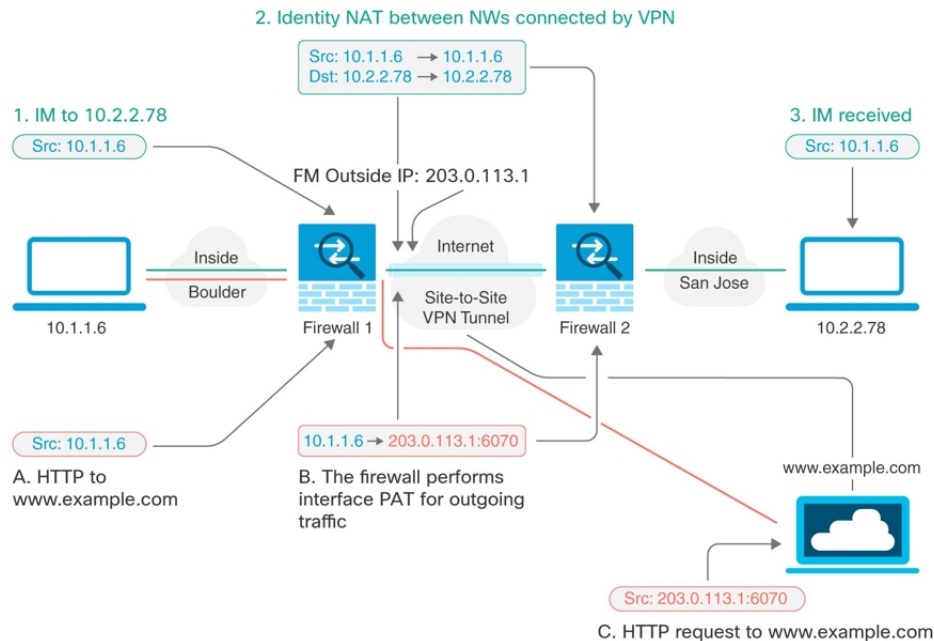 2. Identity NAT between NWs connected by VPN
Src: 10.1.1.6 → 10.1.1.6
Dst: 10.2.2.78 → 10.2.2.78
1. IM to 10.2.2.78
Src: 10.1.1.6
3. IM received
Src: 10.1.1.6
FM Outside IP: 203.0.113.1
Inside
Boulder
Internet
Site-to-Site
VPN Tunnel
Inside
San Jose
10.1.1.6
Firewall 1
Firewall 2
10.2.2.78
Src: 10.1.1.6
A. HTTP to
www.example.com
10.1.1.6 → 203.0.113.1:6070
B. The firewall performs
interface PAT for outgoing
traffic
www.example.com
Src: 203.0.113.1:6070
C. HTTP request to www.example.com